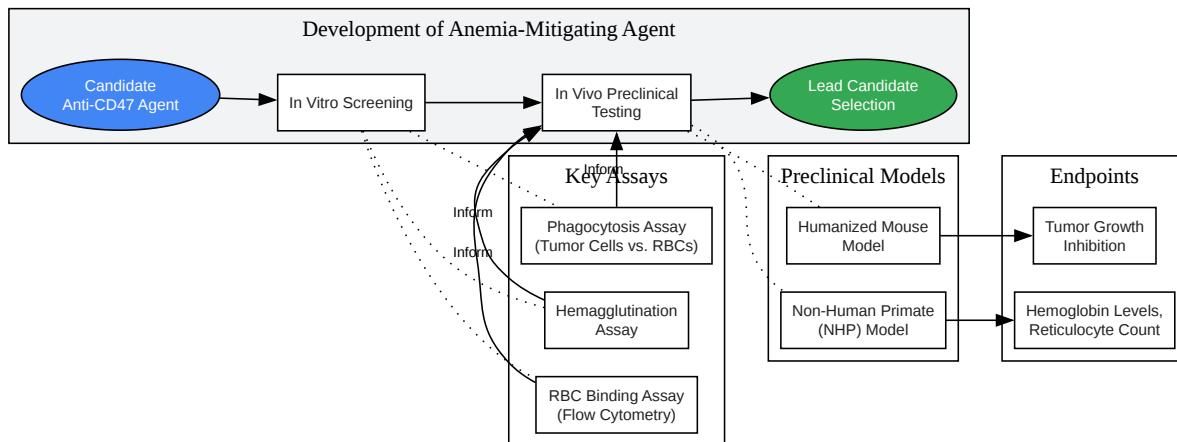 Development of Anemia-Mitigating Agent
Candidate
Anti-CD47 Agent
In Vitro Screening
In Vivo Preclinical
Testing
Lead Candidate
Selection
Inform
Key Assays
Preclinical Models
Endpoints
Inform
Phagocytosis Assay
(Tumor Cells vs. RBCs)
Humanized Mouse
Model
Tumor Growth
Inhibition
Inform
Hemagglutination
Assay
Non-Human Primate
(NHP) Model
Hemoglobin Levels,
Reticulocyte Count
RBC Binding Assay
(Flow Cytometry)